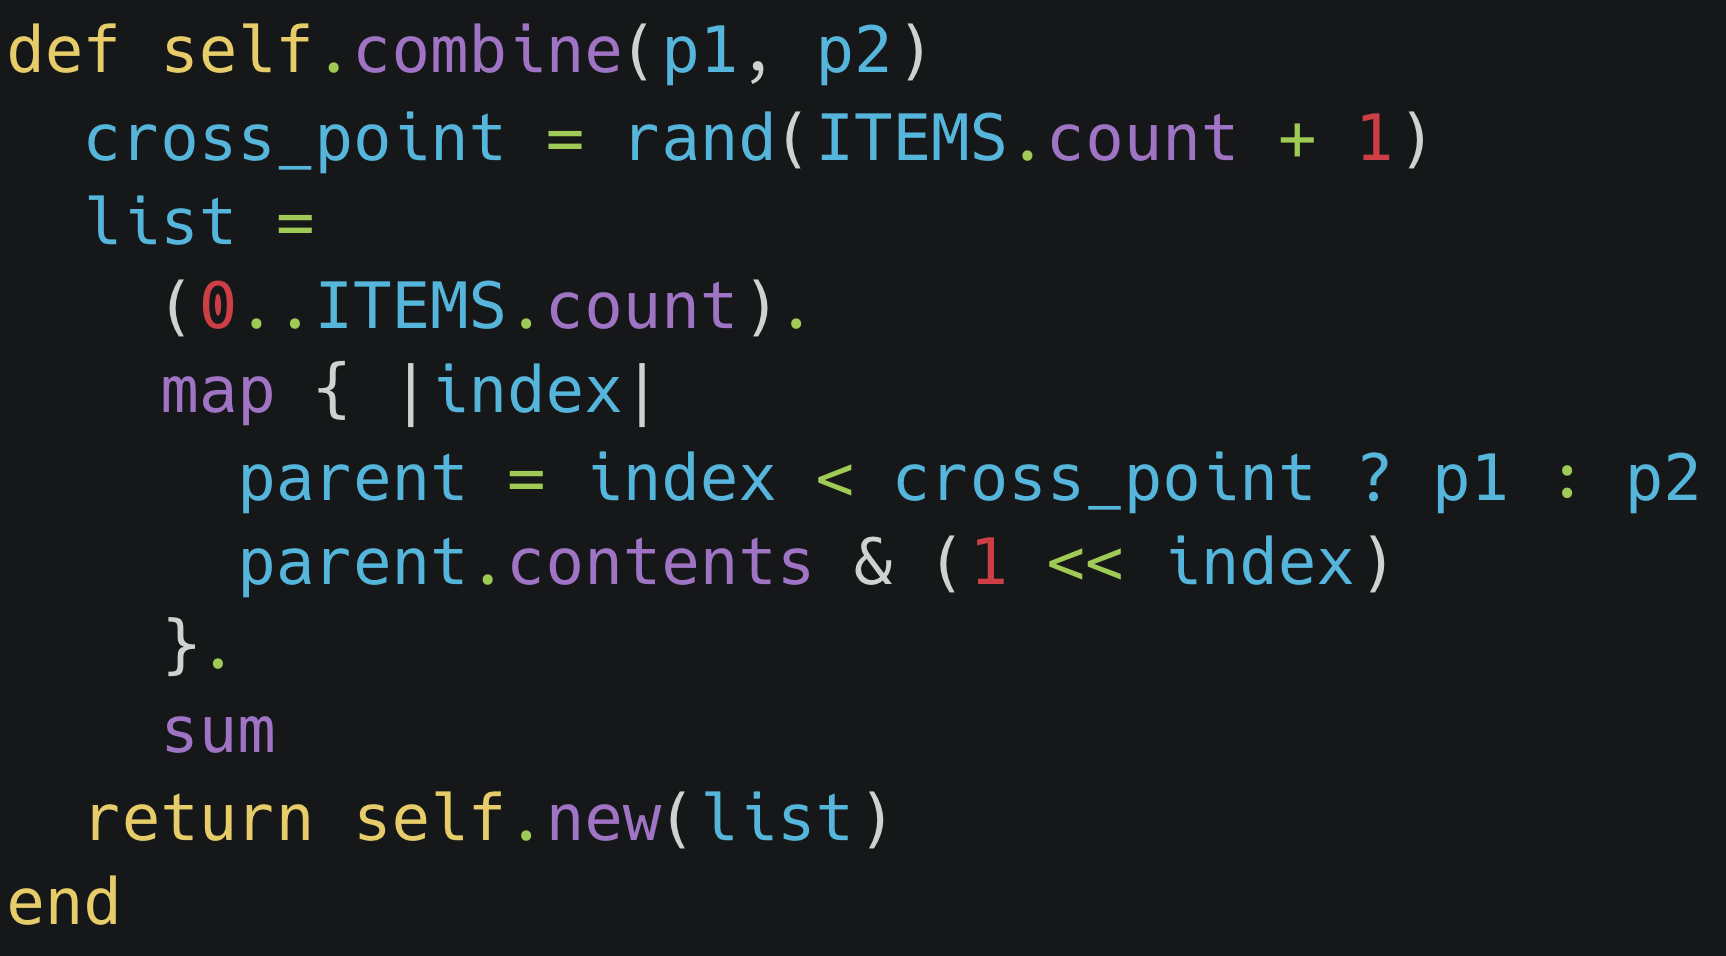 def self.combine(p1, p2)
  cross_point = rand(ITEMS.count + 1)
  list =
    (0..ITEMS.count).
    map { |index|
      parent = index < cross_point ? p1 : p2
      parent.contents & (1 << index)
    }.
    sum
  return self.new(list)
end